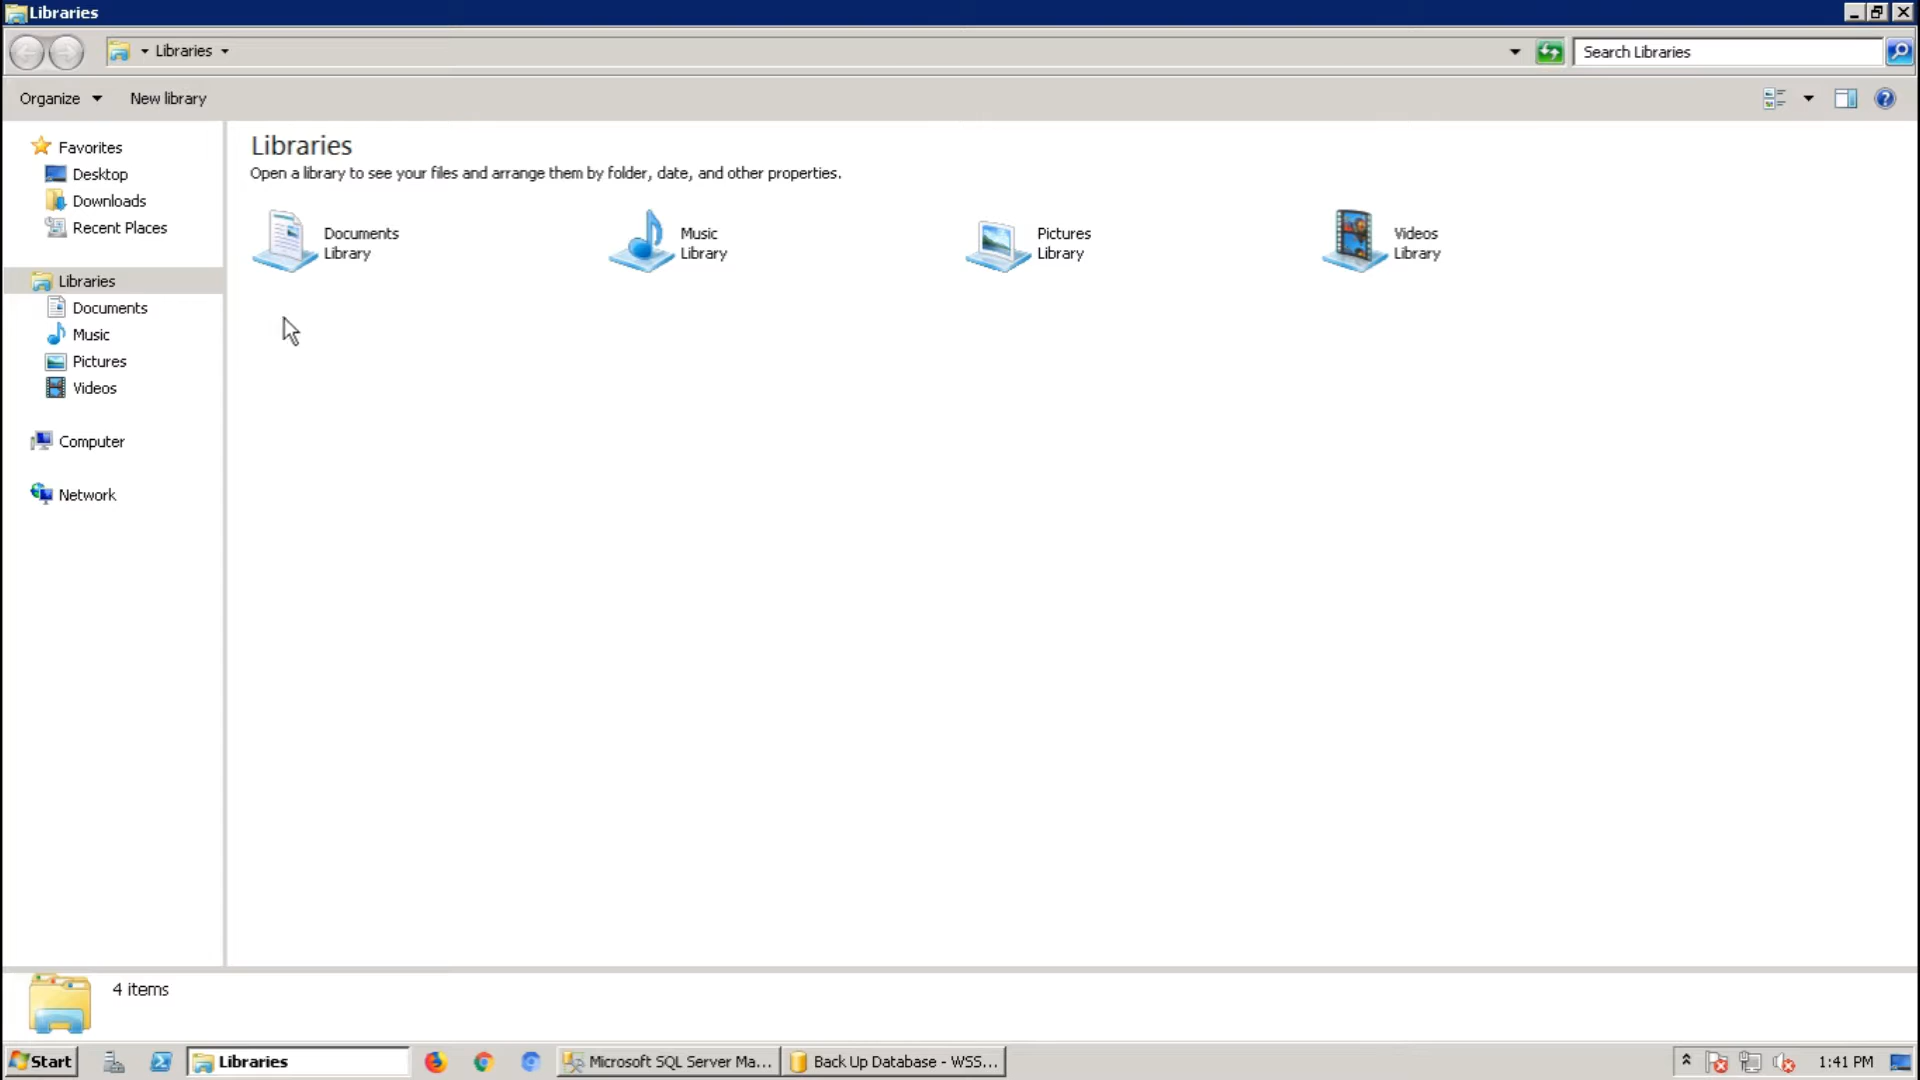 Libraries
Libraries
Search Libraries
Organize
New library
Favorites
Desktop
Downloads
Recent Places
Libraries
Documents
Music
Pictures
Videos
Computer
Network
Libraries
Open a library to see your files and arrange them by folder, date, and other properties.
Documents
Library
Music
Library
Pictures
Library
Videos
Library
4 items
Start
Libraries
Microsoft SQL Server Ma...
Back Up Database - WSS...
1:41 PM